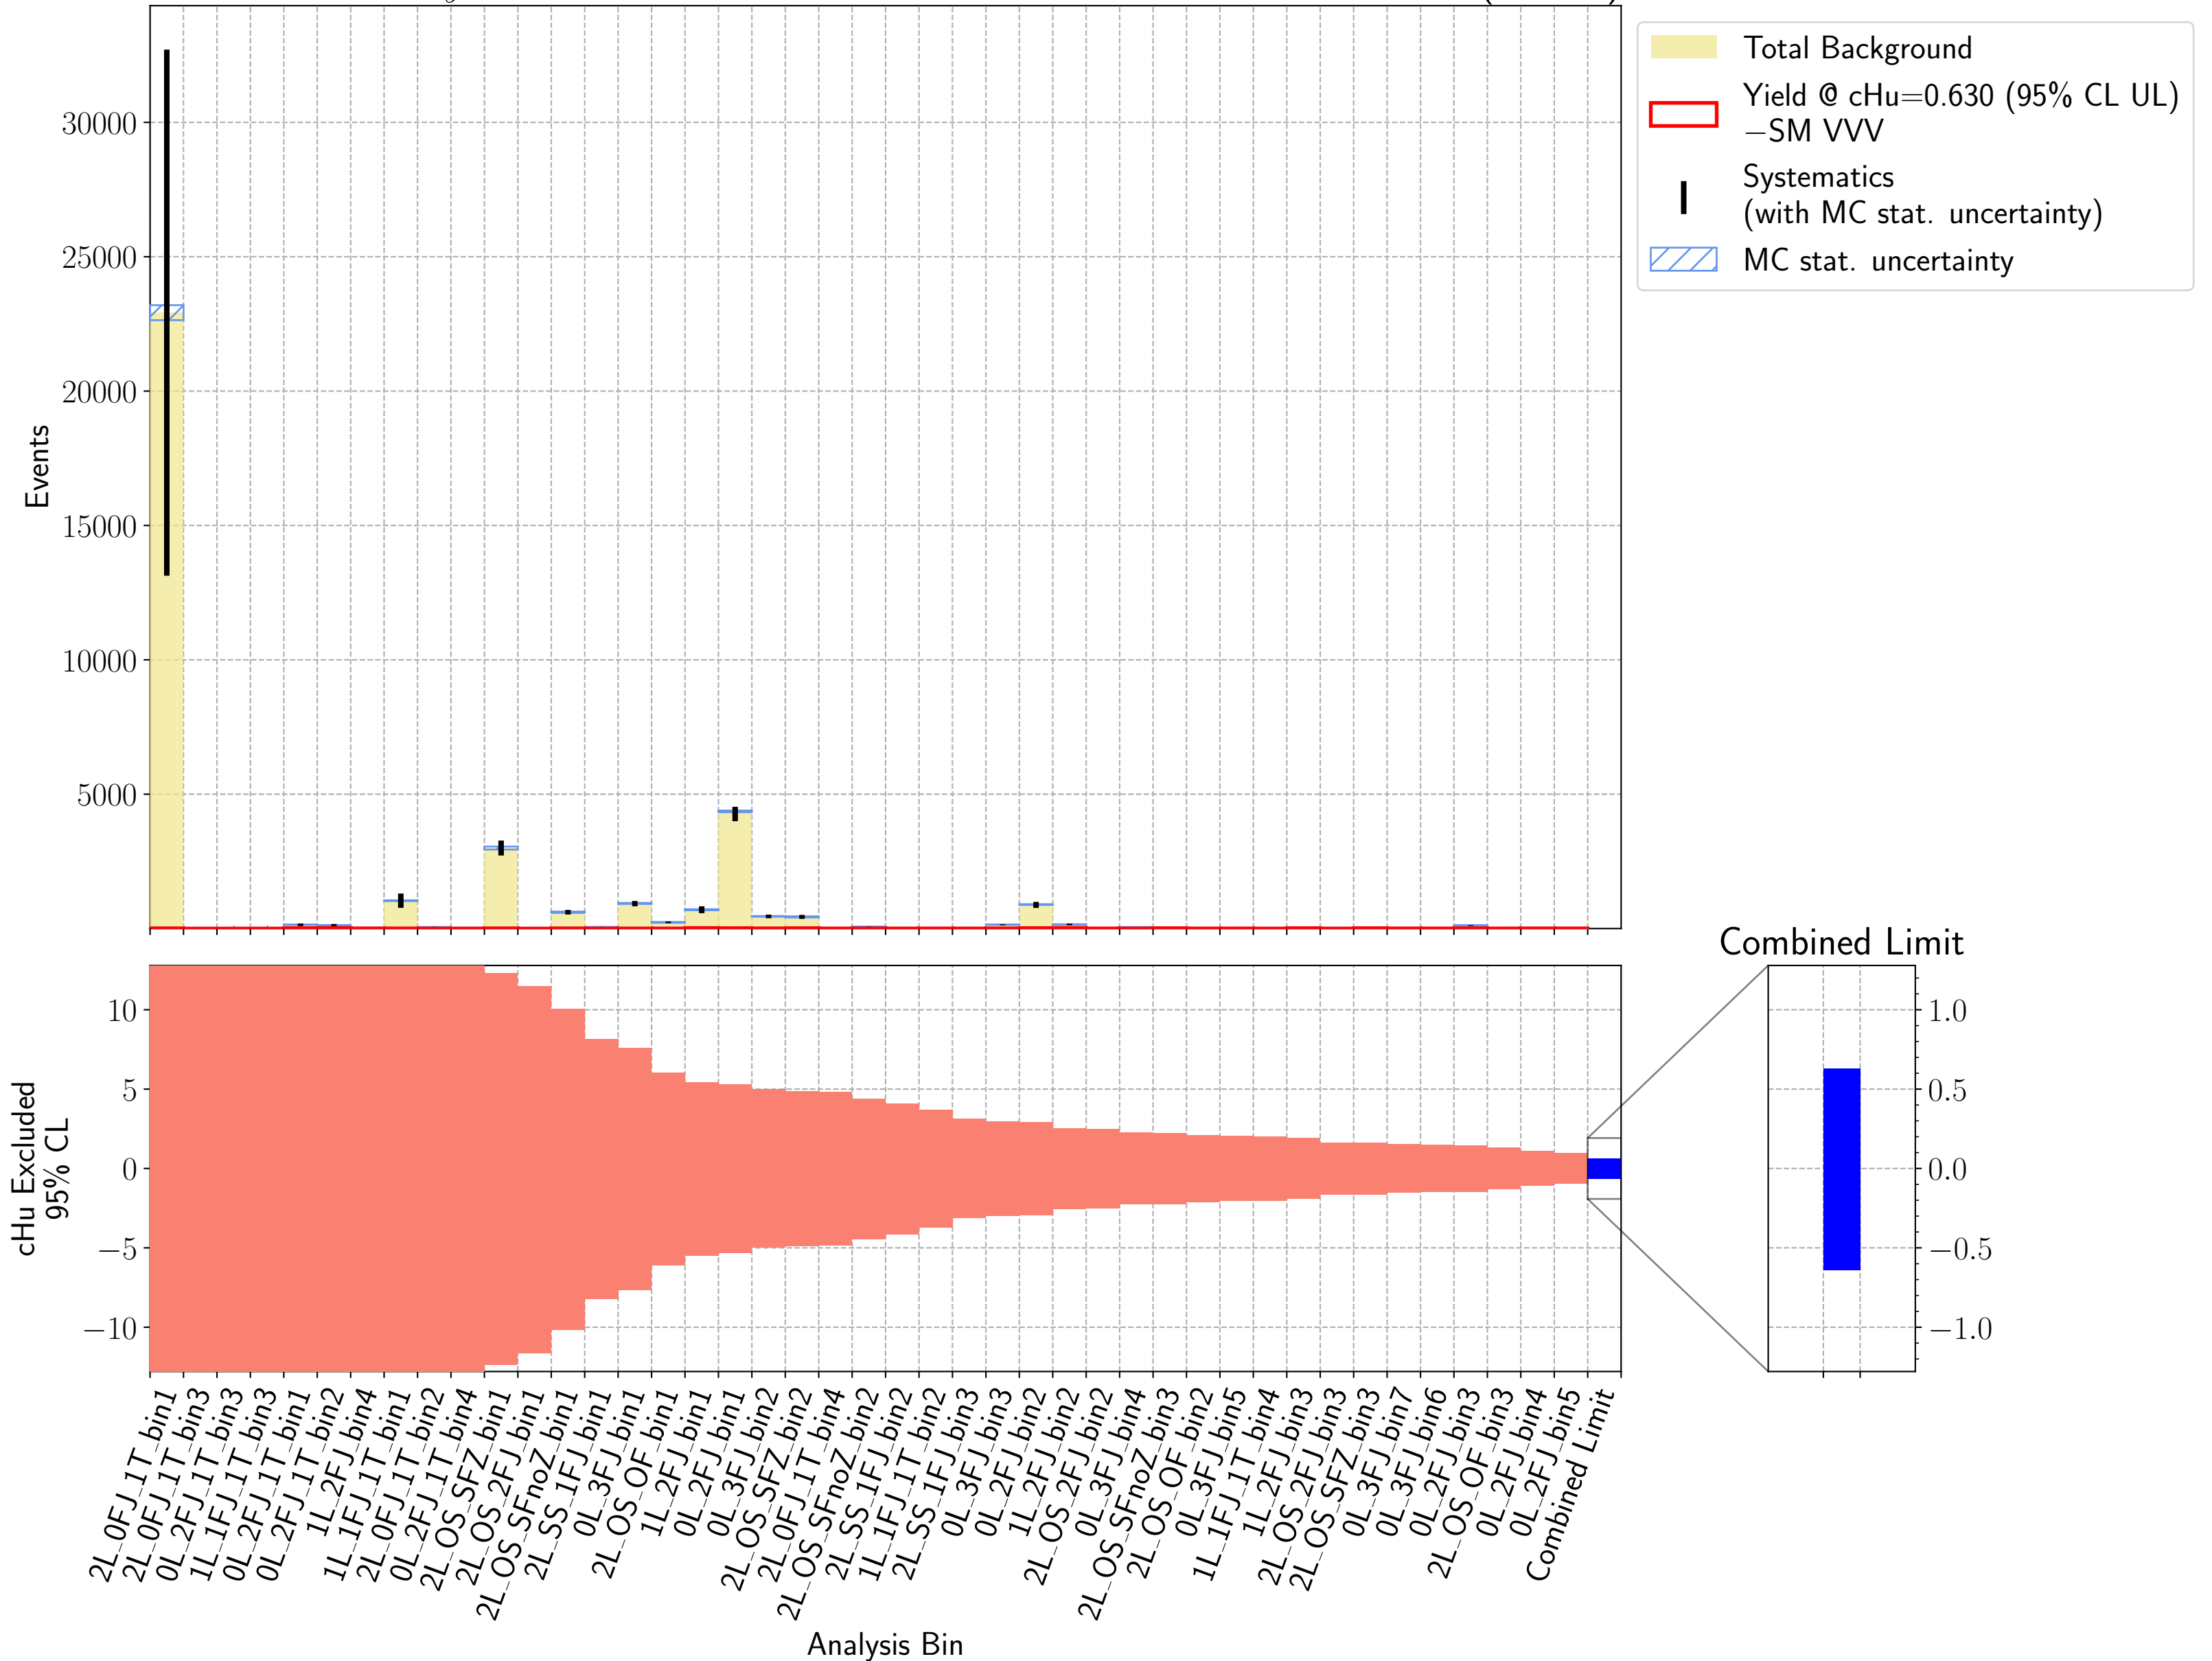 Total Background
Yield @ cHu=0.630 (95% CL UL)
−SM VVV
Systematics
(with MC stat. uncertainty)
MC stat. uncertainty
30000
25000
20000
15000
10000
5000
Events
Combined Limit
10
5
0
−5
−10
cHu Excluded
95% CL
1.0
0.5
0.0
−0.5
−1.0
2L_0FJ_1T_bin1
2L_0FJ_1T_bin3
0L_2FJ_1T_bin3
1L_1FJ_1T_bin3
0L_2FJ_1T_bin1
0L_2FJ_1T_bin2
1L_2FJ_bin4
1L_1FJ_1T_bin1
2L_0FJ_1T_bin2
0L_2FJ_1T_bin4
2L_OS_SFZ_bin1
2L_OS_2FJ_bin1
2L_OS_SFnoZ_bin1
2L_SS_1FJ_bin1
0L_3FJ_bin1
2L_OS_OF_bin1
1L_2FJ_bin1
0L_2FJ_bin1
0L_3FJ_bin2
2L_OS_SFZ_bin2
2L_0FJ_1T_bin4
2L_OS_SFnoZ_bin2
2L_SS_1FJ_bin2
1L_1FJ_1T_bin2
2L_SS_1FJ_bin3
0L_3FJ_bin3
0L_2FJ_bin2
1L_2FJ_bin2
2L_OS_2FJ_bin2
0L_3FJ_bin4
2L_OS_SFnoZ_bin3
2L_OS_OF_bin2
0L_3FJ_bin5
1L_1FJ_1T_bin4
1L_2FJ_bin3
2L_OS_2FJ_bin3
2L_OS_SFZ_bin3
0L_3FJ_bin7
0L_3FJ_bin6
0L_2FJ_bin3
2L_OS_OF_bin3
0L_2FJ_bin4
0L_2FJ_bin5
Combined Limit
Analysis Bin